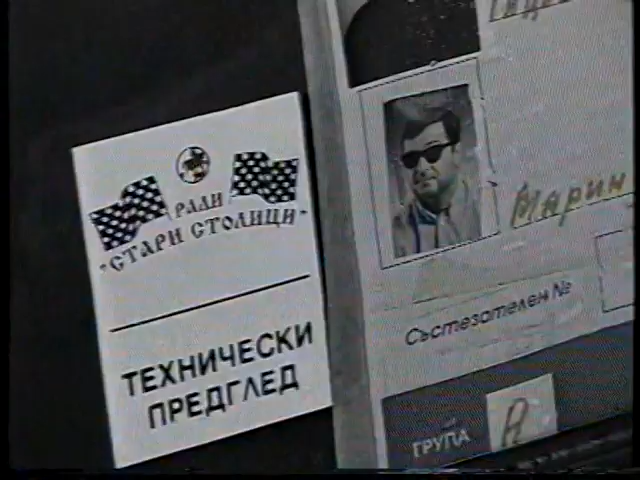 РАЛИ
"СТАРИ СТОЛИЦИ"
ТЕХНИЧЕСКИ
ПРЕДГЛЕД
Марин
Състезателен №
ГРУПА
А